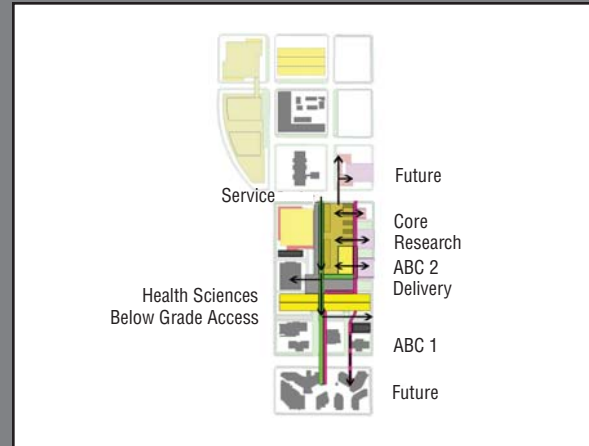 Future
Service
Core
Research
ABC 2
Delivery
Health Sciences
Below Grade Access
ABC 1
Future